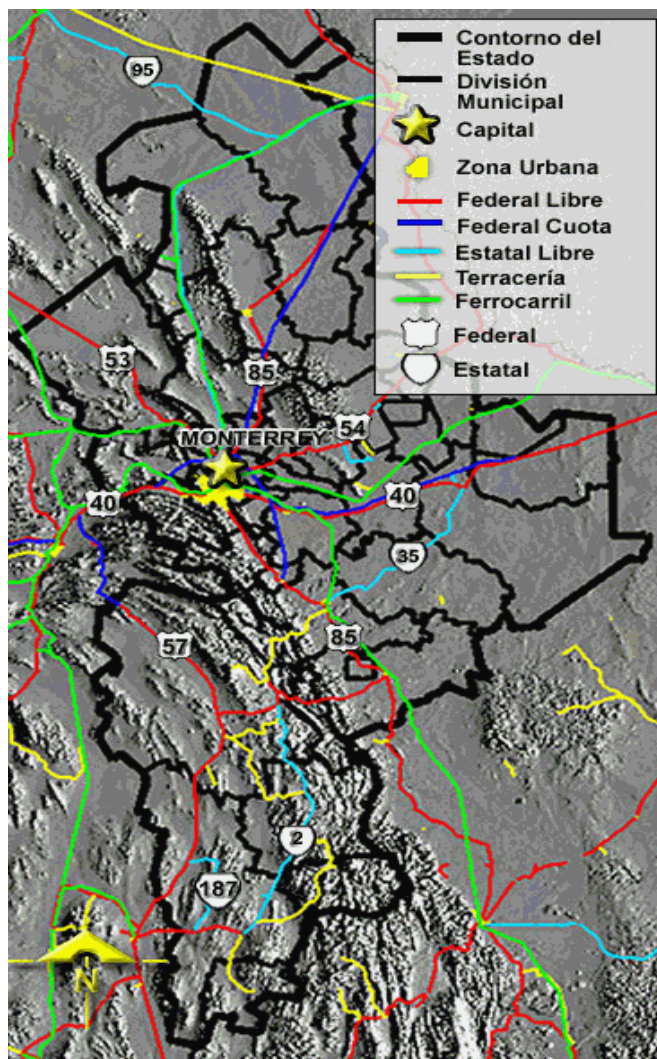 95
Contorno del
Estado
División
Municipal
Capital
Zona Urbana
Federal Libre
Federal Cuota
Estatal Libre
Terracería
Ferrocarril
Federal
Estatal
53
85
54
MONTERREY
40
40
35
85
57
2
187
N